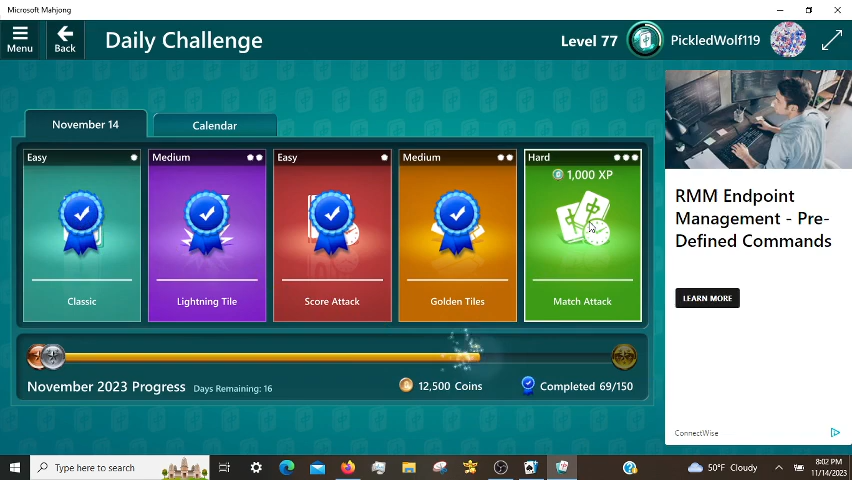 Microsoft Mahjong
Menu
Back
Daily Challenge
Level 77
PickledWolf119
November 14
Calendar
Easy
Medium
Easy
Medium
Hard
1,000 XP
Classic
Lightning Tile
Score Attack
Golden Tiles
Match Attack
November 2023 Progress
Days Remaining: 16
12,500 Coins
Completed 69/150
RMM Endpoint
Management - Pre-
Defined Commands
LEARN MORE
ConnectWise
Type here to search
50°F Cloudy
8:02 PM
11/14/2023